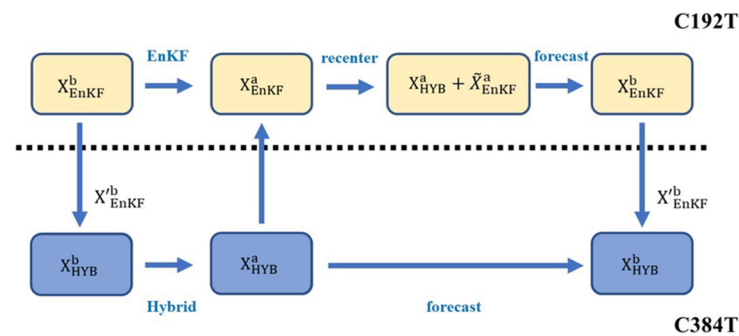 C192T
EnKF
recenter
forecast
X^b_EnKF
X^a_EnKF
X^a_HYB + X̃^a_EnKF
X^b_EnKF
X'^b_EnKF
X'^b_EnKF
X^b_HYB
X^a_HYB
X^b_HYB
Hybrid
forecast
C384T